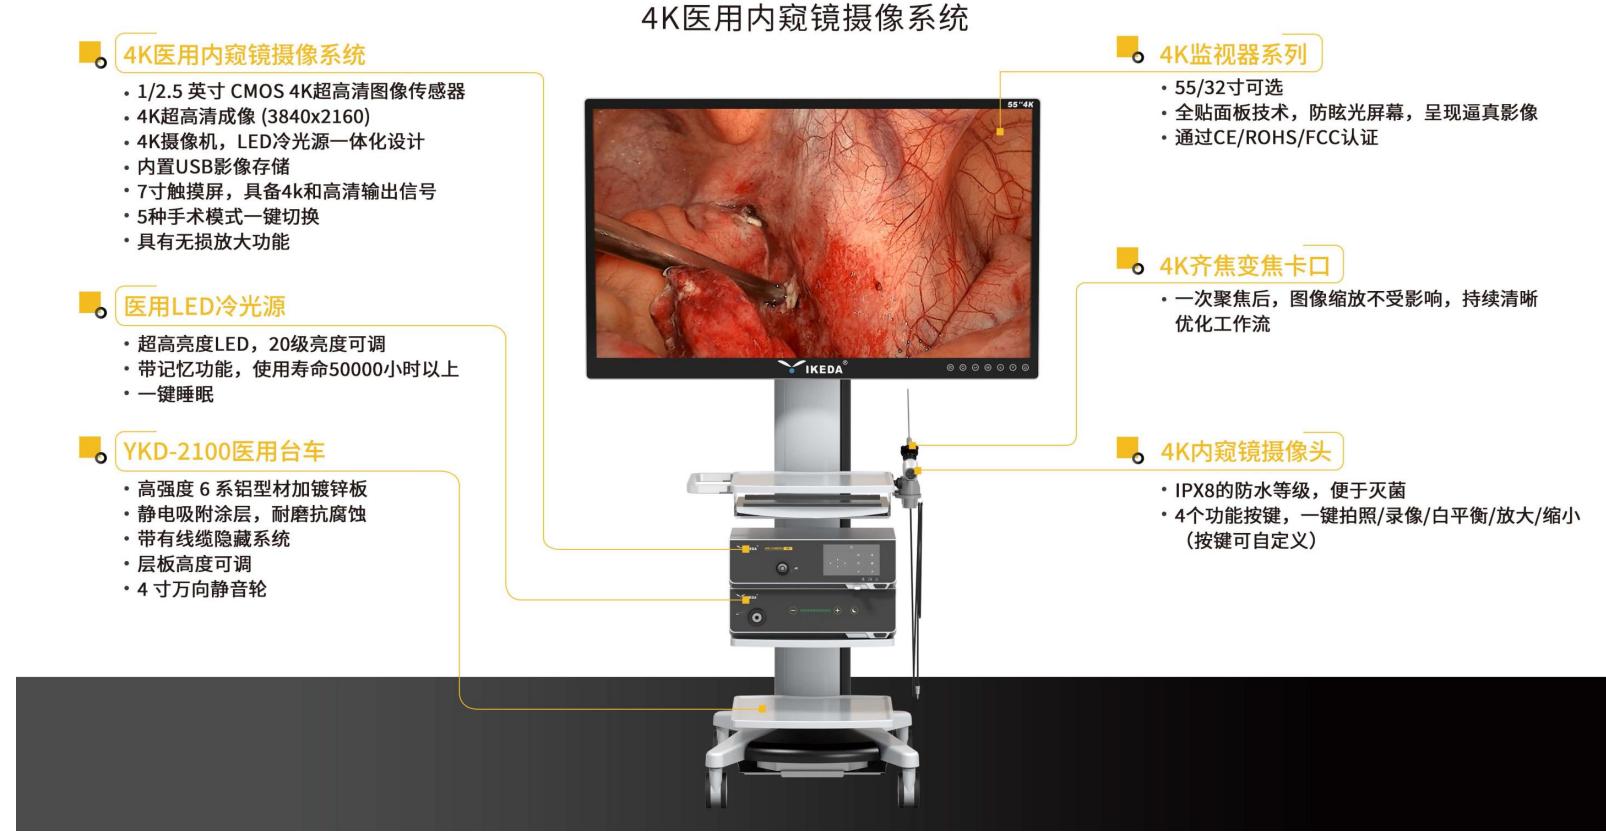 4K医用内窥镜摄像系统
4K医用内窥镜摄像系统
• 1/2.5 英寸 CMOS 4K超高清图像传感器
• 4K超高清成像 (3840x2160)
• 4K摄像机，LED冷光源一体化设计
• 内置USB影像存储
• 7寸触摸屏，具备4k和高清输出信号
• 5种手术模式一键切换
• 具有无损放大功能
医用LED冷光源
• 超高亮度LED，20级亮度可调
• 带记忆功能，使用寿命50000小时以上
• 一键睡眠
YKD-2100医用台车
• 高强度 6 系铝型材加镀锌板
• 静电吸附涂层，耐磨抗腐蚀
• 带有线缆隐藏系统
• 层板高度可调
• 4 寸万向静音轮
55"4K
IKEDA®
4K监视器系列
• 55/32寸可选
• 全贴面板技术，防眩光屏幕，呈现逼真影像
• 通过CE/ROHS/FCC认证
4K齐焦变焦卡口
• 一次聚焦后，图像缩放不受影响，持续清晰
优化工作流
4K内窥镜摄像头
• IPX8的防水等级，便于灭菌
• 4个功能按键，一键拍照/录像/白平衡/放大/缩小
（按键可自定义）